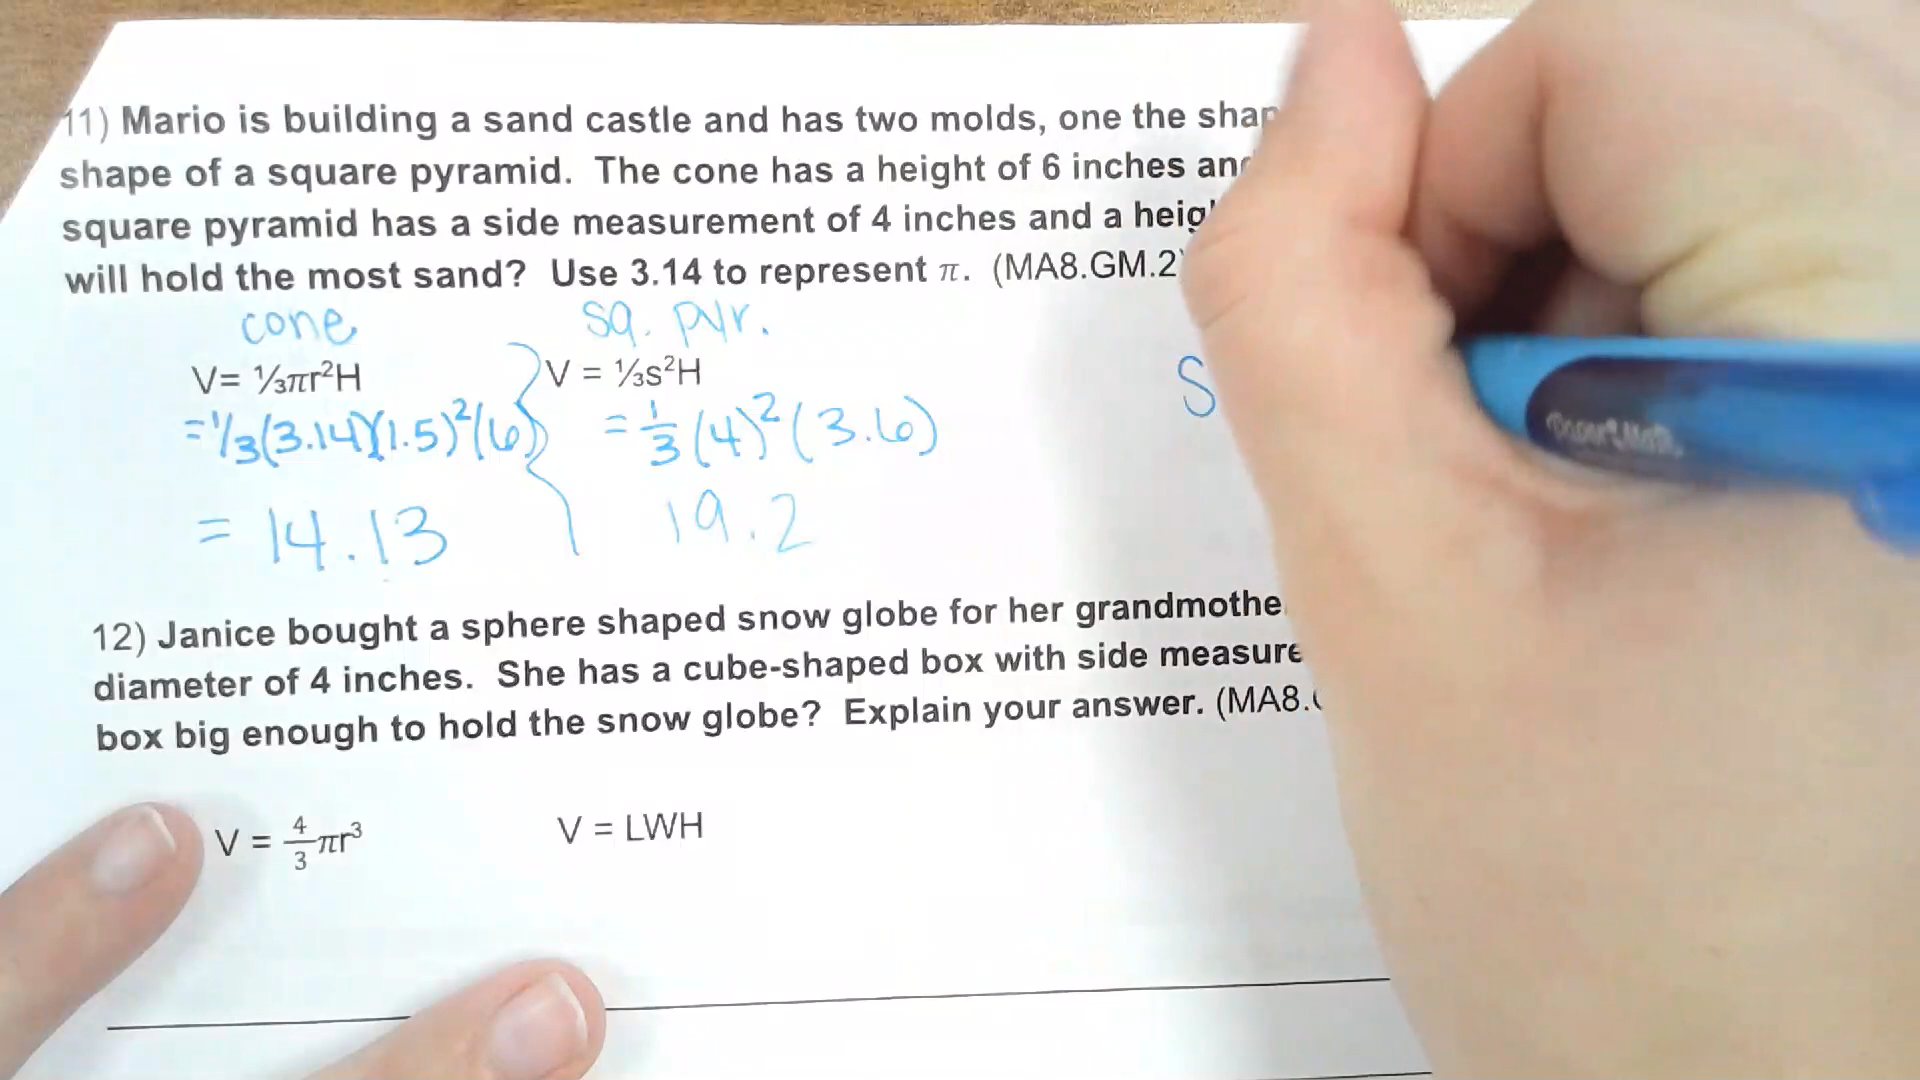 11) Mario is building a sand castle and has two molds, one the
shape of a square pyramid. The cone has a height of 6 inches
square pyramid has a side measurement of 4 inches and a
will hold the most sand? Use 3.14 to represent π. (MA8.GM.2
cone sq. pyr.
V= ⅓πr²H V = ⅓s²H
=⅓(3.14)(1.5)²(6) = 1/3 (4)² (3.6)
S
= 14.13 19.2
12) Janice bought a sphere shaped snow globe for her
diameter of 4 inches. She has a cube-shaped box with side
box big enough to hold the snow globe? Explain your answer. (MA8.
V = 4/3 πr³ V = LWH